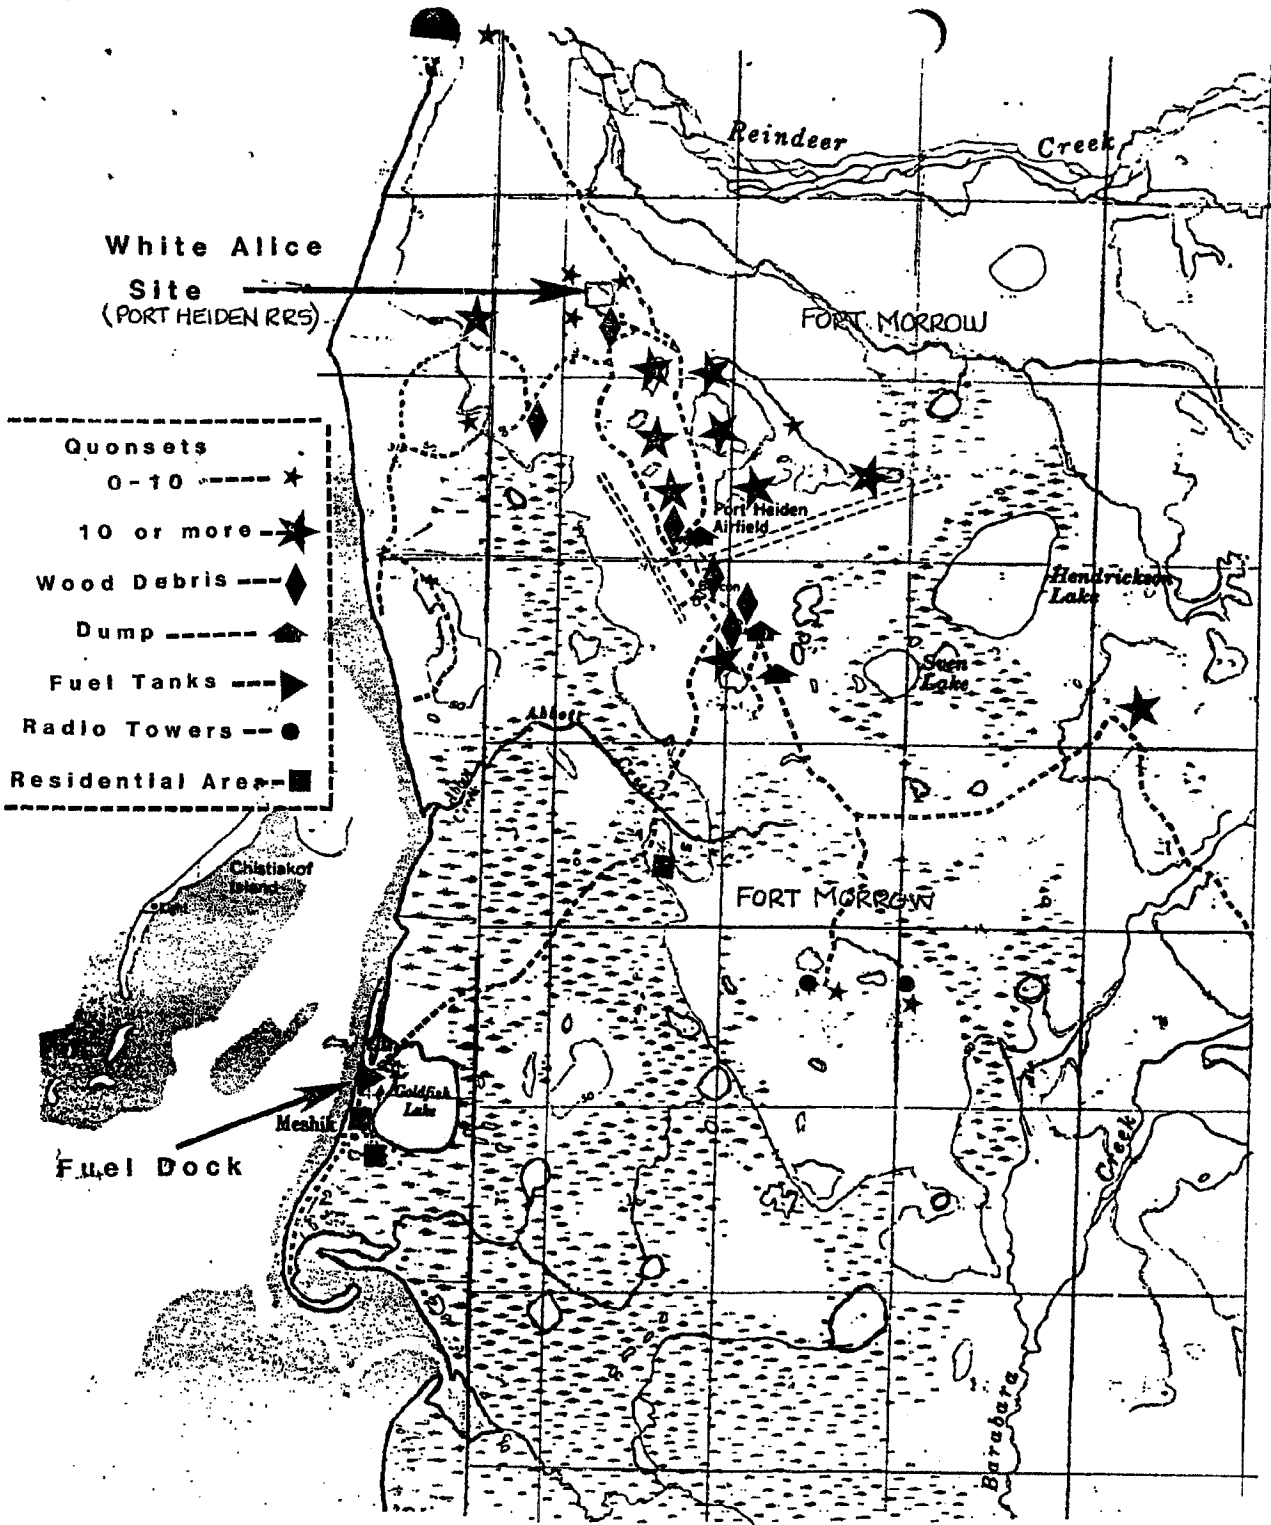 Reindeer
Creek
White Alice
Site
(PORT HEIDEN RRS)
FORT MORROW
Quonsets
0-10
10 or more
Wood Debris
Dump
Fuel Tanks
Radio Towers
Residential Area
Port Heiden
Airfield
Hendrickson
Lake
Sven
Lake
Abbott
Creek
Chistiakof
Island
FORT MORROW
Goldfish
Lake
Meshik
Fuel Dock
Creek
Barabara